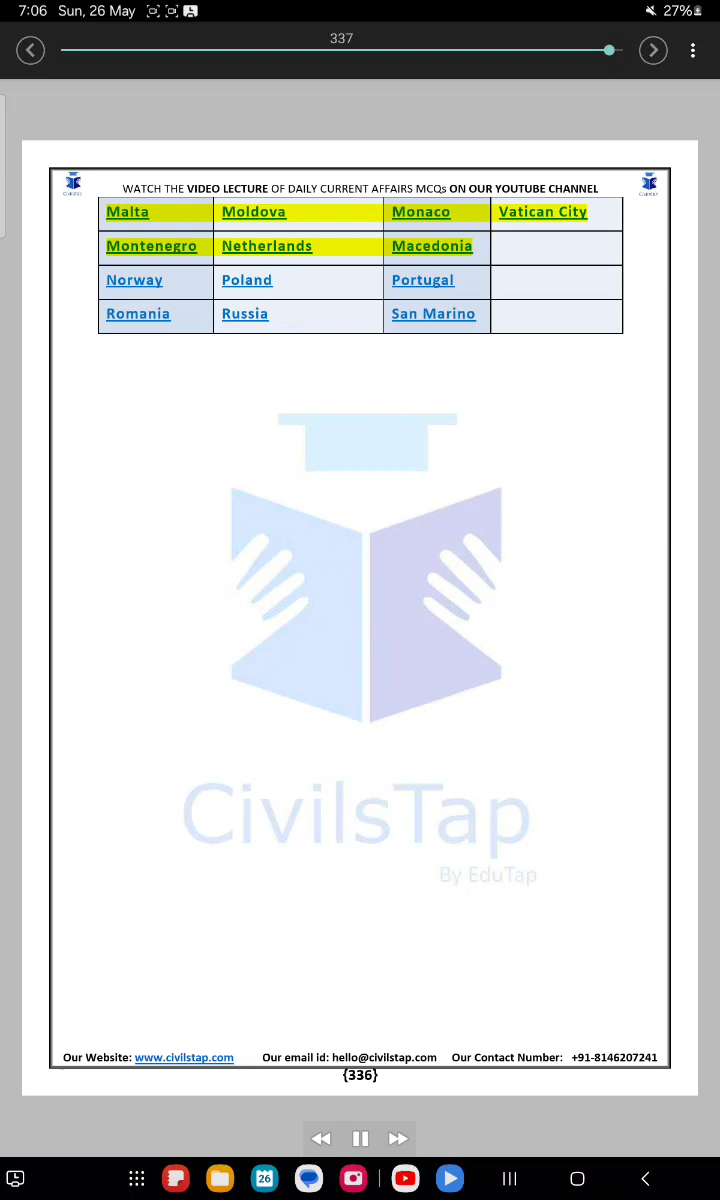 7:06 Sun, 26 May 27%
337
WATCH THE VIDEO LECTURE OF DAILY CURRENT AFFAIRS MCQs ON OUR YOUTUBE CHANNEL
Malta Moldova Monaco Vatican City
Montenegro Netherlands Macedonia
Norway Poland Portugal
Romania Russia San Marino
CivilsTap
By EduTap
Our Website: www.civilstap.com Our email id: hello@civilstap.com Our Contact Number: +91-8146207241
{336}
26